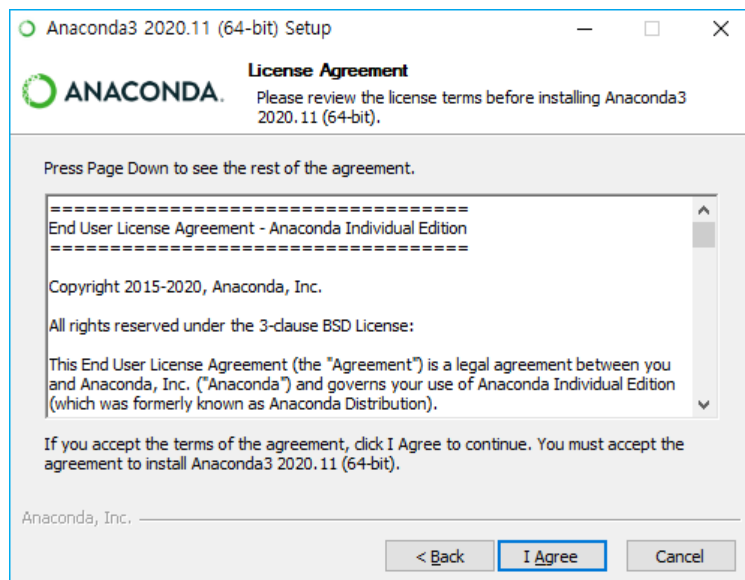 Anaconda3 2020.11 (64-bit) Setup
ANACONDA.
License Agreement
Please review the license terms before installing Anaconda3
2020.11 (64-bit).
Press Page Down to see the rest of the agreement.
===================================
End User License Agreement - Anaconda Individual Edition
===================================
Copyright 2015-2020, Anaconda, Inc.
All rights reserved under the 3-clause BSD License:
This End User License Agreement (the "Agreement") is a legal agreement between you
and Anaconda, Inc. ("Anaconda") and governs your use of Anaconda Individual Edition
(which was formerly known as Anaconda Distribution).
If you accept the terms of the agreement, click I Agree to continue. You must accept the
agreement to install Anaconda3 2020.11 (64-bit).
Anaconda, Inc.
< Back
I Agree
Cancel